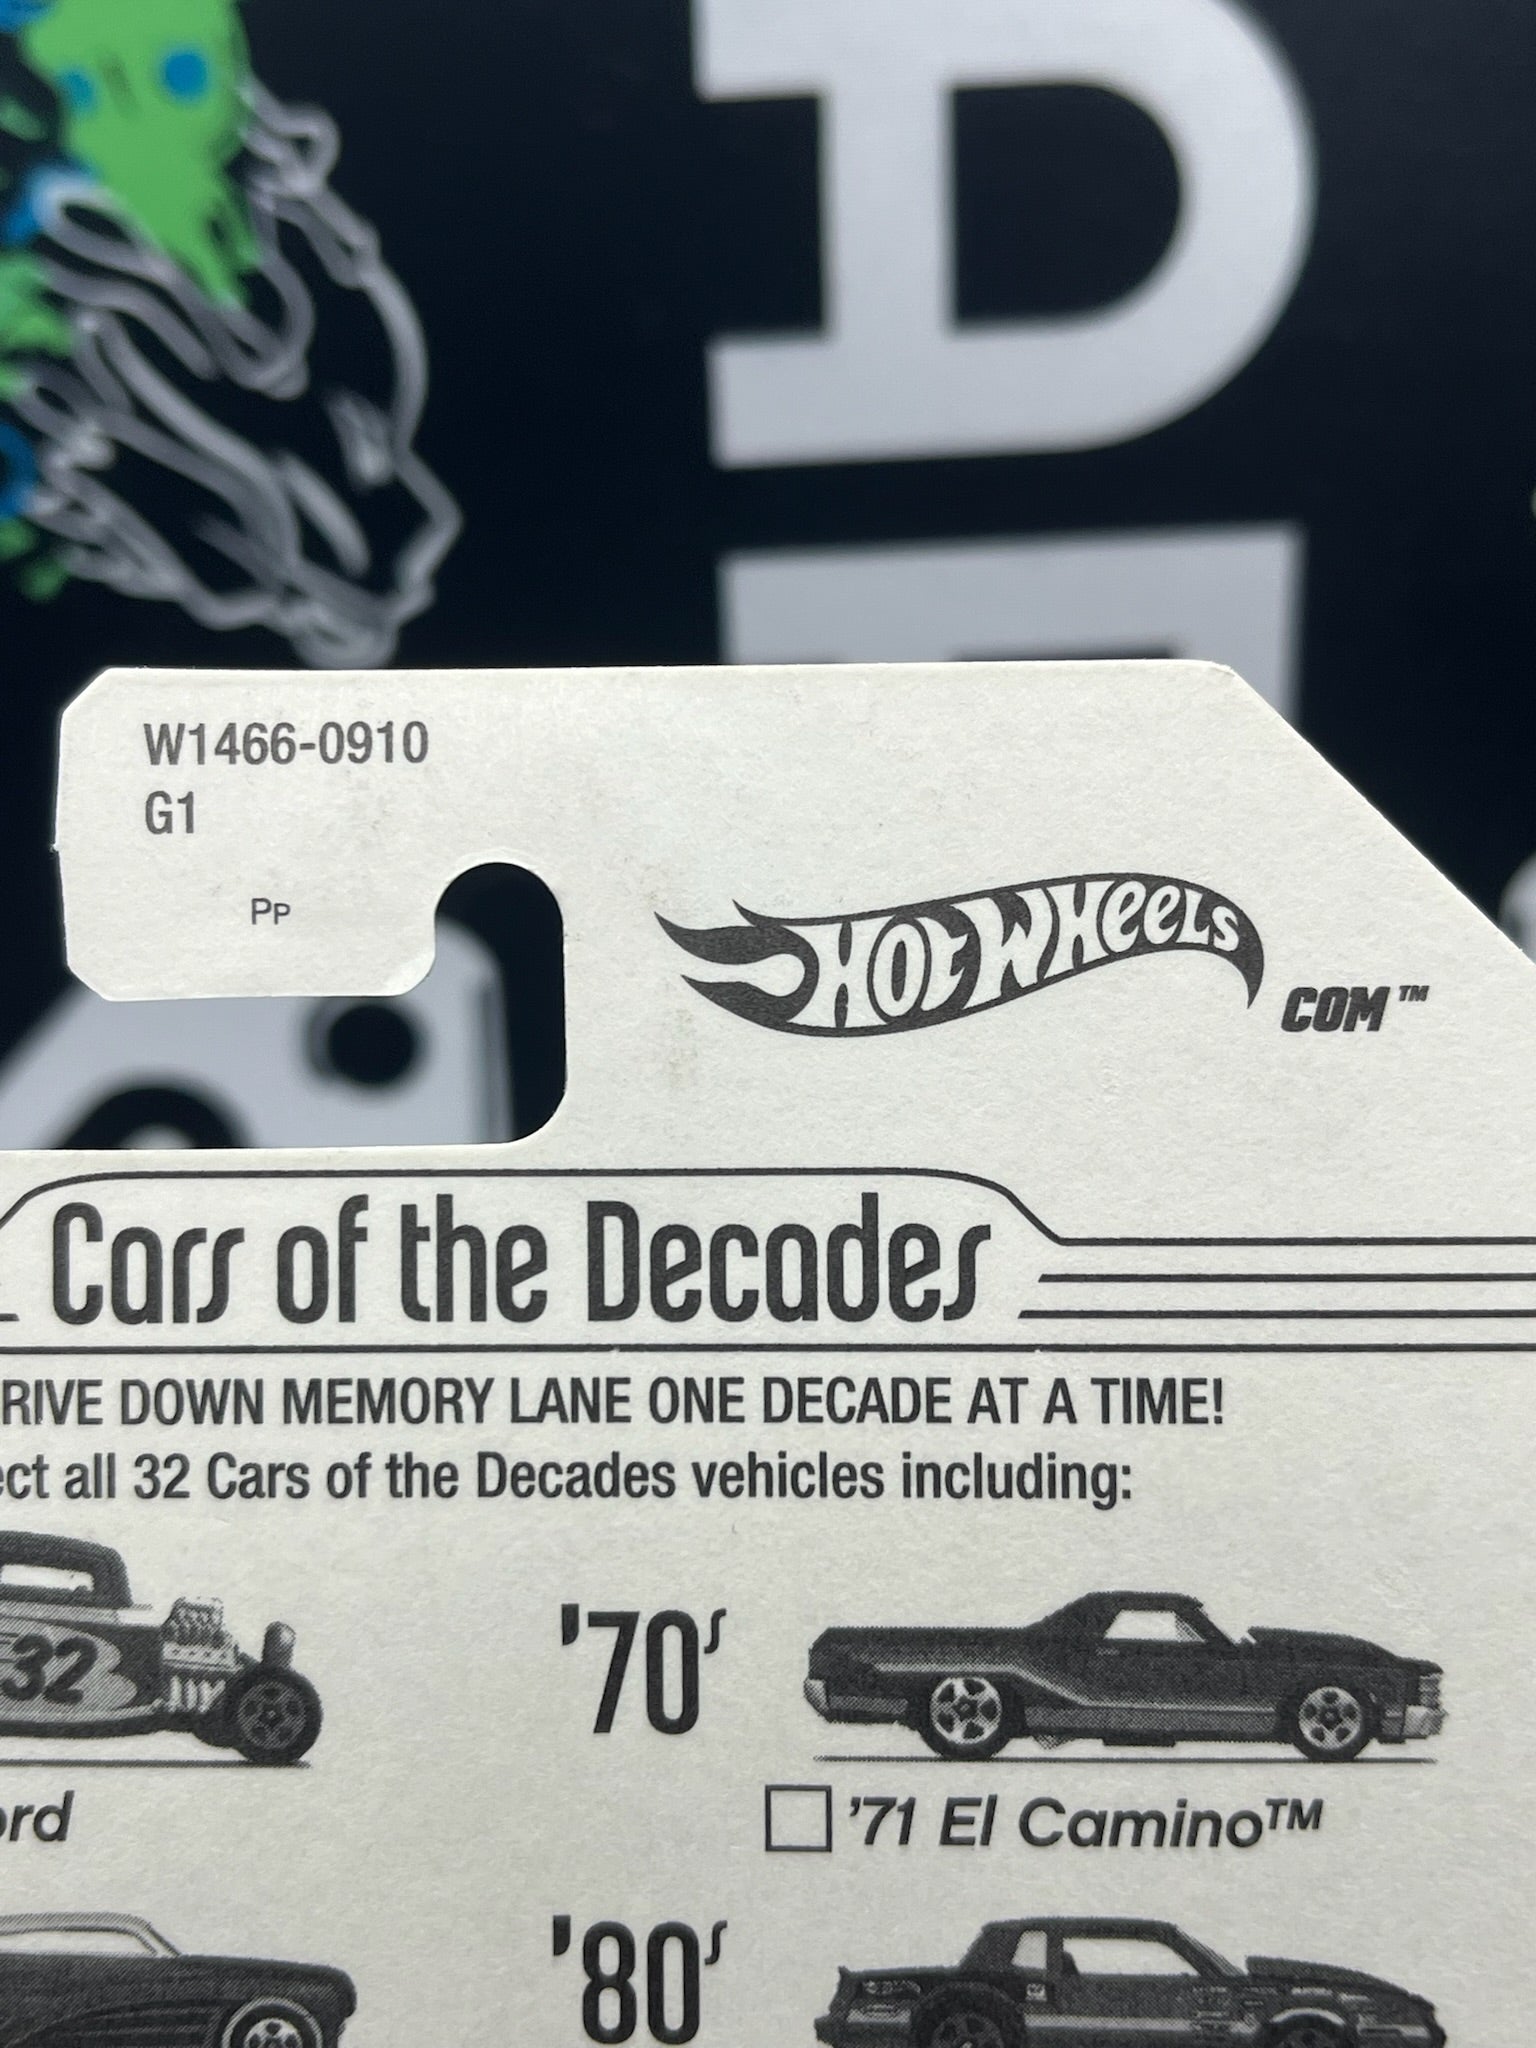 W1466-0910
G1
Pp
HOT WHEELS
COM™
Cars of the Decades
RIVE DOWN MEMORY LANE ONE DECADE AT A TIME!
ect all 32 Cars of the Decades vehicles including:
32
'70s
ord
'71 El Camino™
'80s